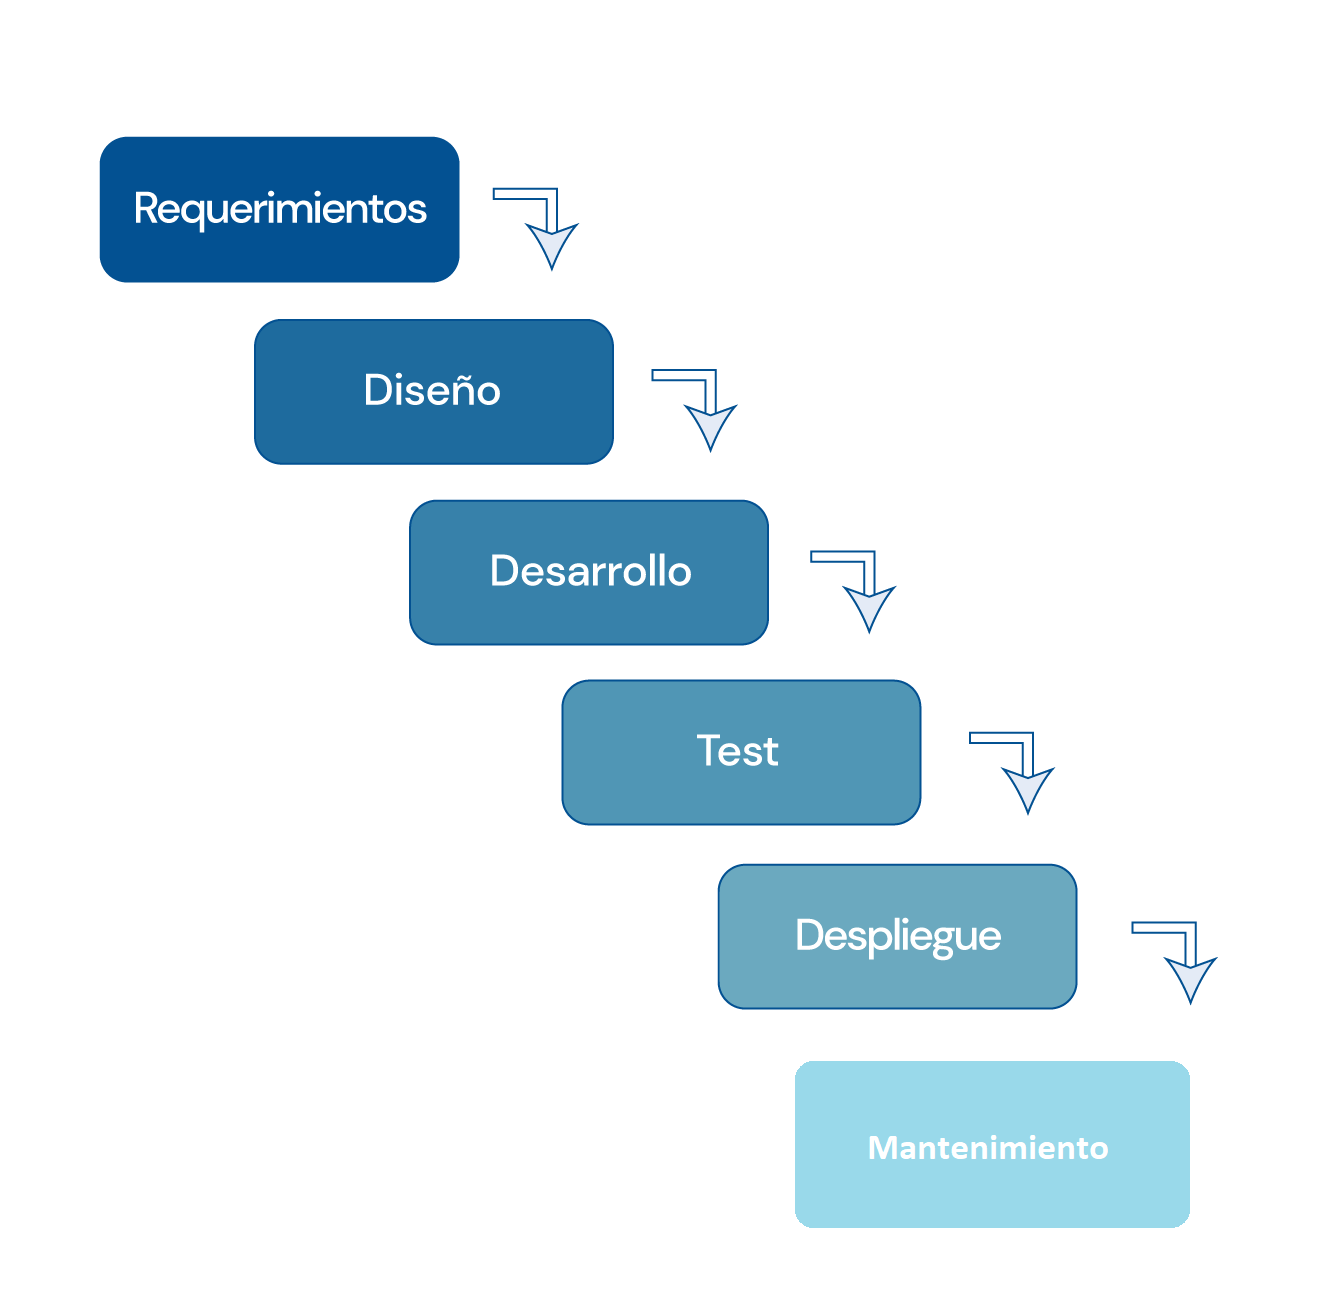 Requerimientos
Diseño
Desarrollo
Test
Despliegue
Mantenimiento